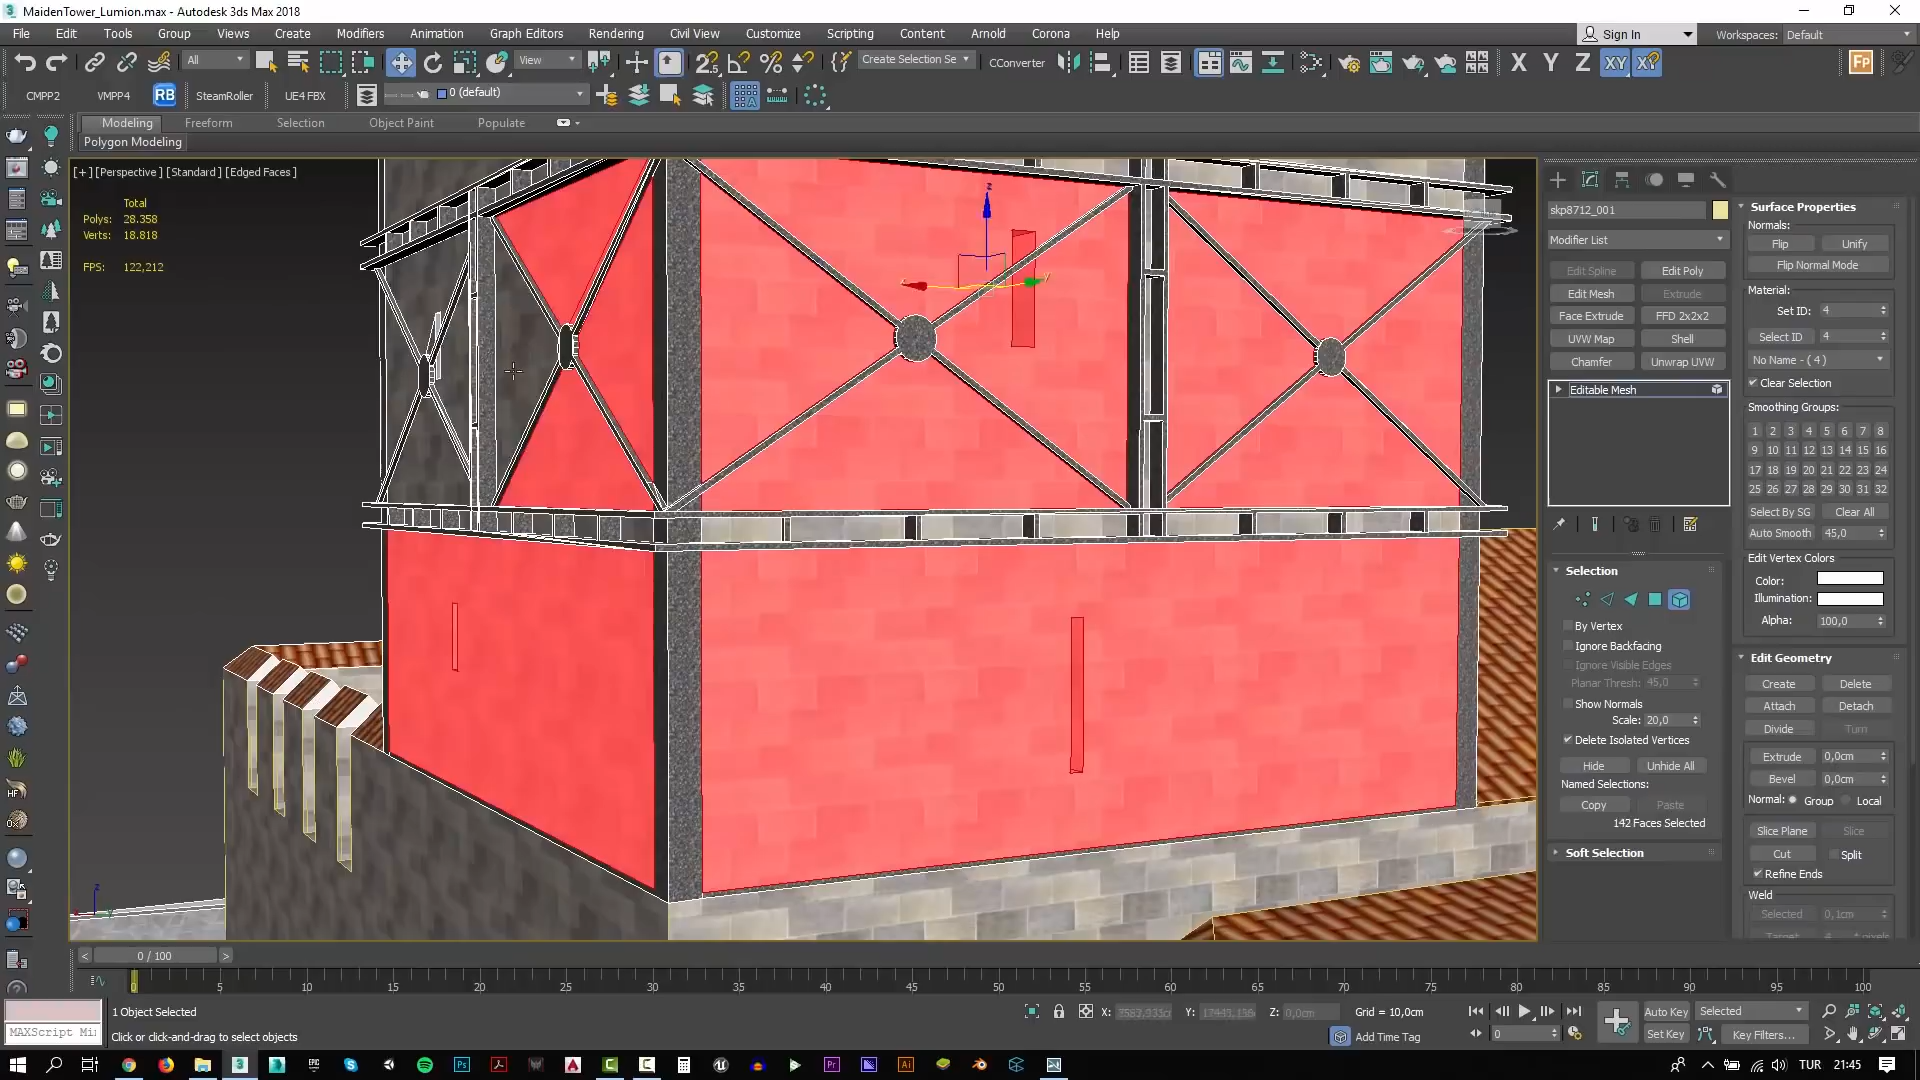 MaidenTower_Lumion.max - Autodesk 3ds Max 2018
File Edit Tools Group Views Create Modifiers Animation Graph Editors Rendering Civil View Customize Scripting Content Arnold Corona Help
Sign In
Workspaces: Default
All
View
Create Selection Se
CConverter
X Y Z XY XY
Fp
CMPP2 VMPP4 RB SteamRoller UE4 FBX
0 (default)
Modeling Freeform Selection Object Paint Populate
Polygon Modeling
[+] [Perspective] [Standard] [Edged Faces]
Total
Polys: 28.358
Verts: 18.818
FPS: 122,212
z
y
z
skp8712_001
Modifier List
Edit Spline Edit Poly
Edit Mesh Extrude
Face Extrude FFD 2x2x2
UVW Map Shell
Chamfer Unwrap UVW
Editable Mesh
Selection
By Vertex
Ignore Backfacing
Ignore Visible Edges
Planar Thresh: 45,0
Show Normals
Scale: 20,0
Delete Isolated Vertices
Hide Unhide All
Named Selections:
Copy Paste
142 Faces Selected
Soft Selection
Surface Properties
Normals:
Flip Unify
Flip Normal Mode
Material:
Set ID: 4
Select ID 4
No Name - ( 4 )
Clear Selection
Smoothing Groups:
1 2 3 4 5 6 7 8
9 10 11 12 13 14 15 16
17 18 19 20 21 22 23 24
25 26 27 28 29 30 31 32
Select By SG Clear All
Auto Smooth 45,0
Edit Vertex Colors
Color:
Illumination:
Alpha: 100,0
Edit Geometry
Create Delete
Attach Detach
Divide Turn
Extrude 0,0cm
Bevel 0,0cm
Normal: Group Local
Slice Plane Slice
Cut Split
Refine Ends
Weld
Selected 0,1cm
Target 4 pixels
< 0 / 100 >
0 5 10 15 20 25 30 35 40 45 50 55 60 65 70 75 80 85 90 95 100
1 Object Selected
X: Y: Z: 0,0cm
Grid = 10,0cm
Auto Key Selected
MAXScript Mi
Click or click-and-drag to select objects
Add Time Tag
0
Set Key Key Filters...
TUR 21:45